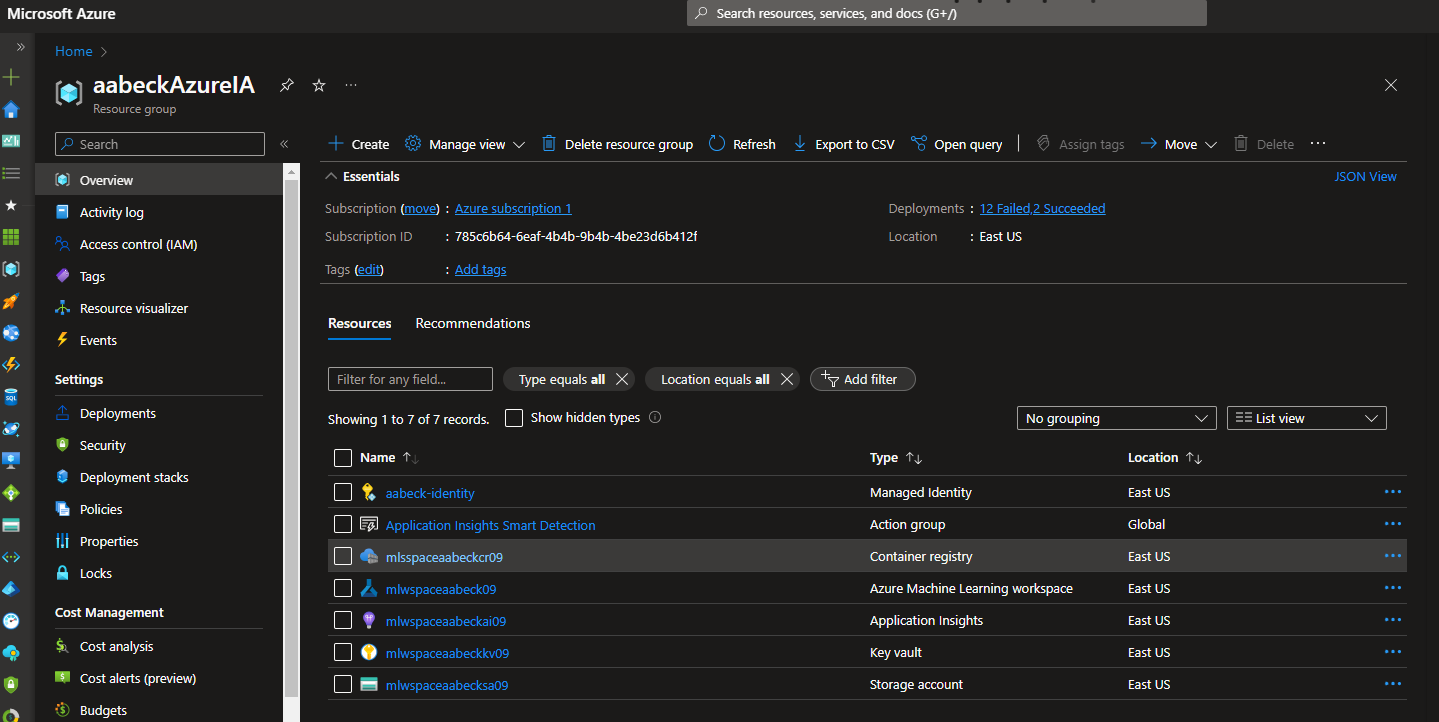 Microsoft Azure
Search resources, services, and docs (G+/)
Home
aabeckAzureIA
Resource group
Search
Overview
Activity log
Access control (IAM)
Tags
Resource visualizer
Events
Settings
Deployments
Security
Deployment stacks
Policies
Properties
Locks
Cost Management
Cost analysis
Cost alerts (preview)
Budgets
Create Manage view Delete resource group Refresh Export to CSV Open query Assign tags Move Delete
Essentials JSON View
Subscription (move) : Azure subscription 1 Deployments : 12 Failed,2 Succeeded
Subscription ID : 785c6b64-6eaf-4b4b-9b4b-4be23d6b412f Location : East US
Tags (edit) : Add tags
Resources Recommendations
Filter for any field... Type equals all Location equals all Add filter
Showing 1 to 7 of 7 records. Show hidden types No grouping List view
Name Type Location
aabeck-identity Managed Identity East US
Application Insights Smart Detection Action group Global
mlsspaceaabeckcr09 Container registry East US
mlwspaceaabeck09 Azure Machine Learning workspace East US
mlwspaceaabeckai09 Application Insights East US
mlwspaceaabeckkv09 Key vault East US
mlwspaceaabecksa09 Storage account East US